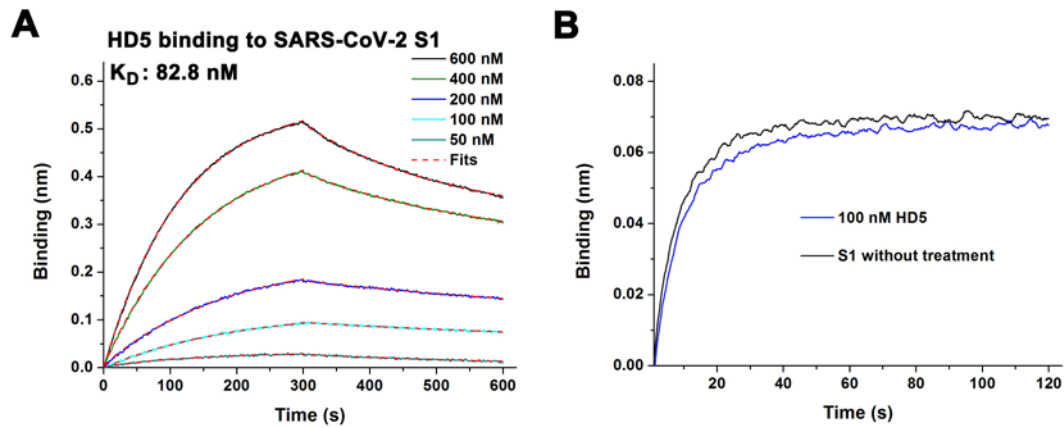 A
HD5 binding to SARS-CoV-2 S1
K_D: 82.8 nM
600 nM
400 nM
200 nM
100 nM
50 nM
Fits
Binding (nm)
0.6
0.5
0.4
0.3
0.2
0.1
0.0
0 100 200 300 400 500 600
Time (s)
B
Binding (nm)
0.08
0.06
0.04
0.02
0.00
100 nM HD5
S1 without treatment
20 40 60 80 100 120
Time (s)